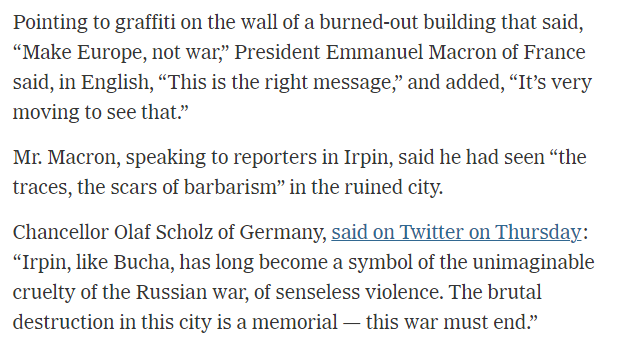 Pointing to graffiti on the wall of a burned-out building that said,
“Make Europe, not war,” President Emmanuel Macron of France
said, in English, “This is the right message,” and added, “It’s very
moving to see that.”
Mr. Macron, speaking to reporters in Irpin, said he had seen “the
traces, the scars of barbarism” in the ruined city.
Chancellor Olaf Scholz of Germany, said on Twitter on Thursday:
“Irpin, like Bucha, has long become a symbol of the unimaginable
cruelty of the Russian war, of senseless violence. The brutal
destruction in this city is a memorial — this war must end.”